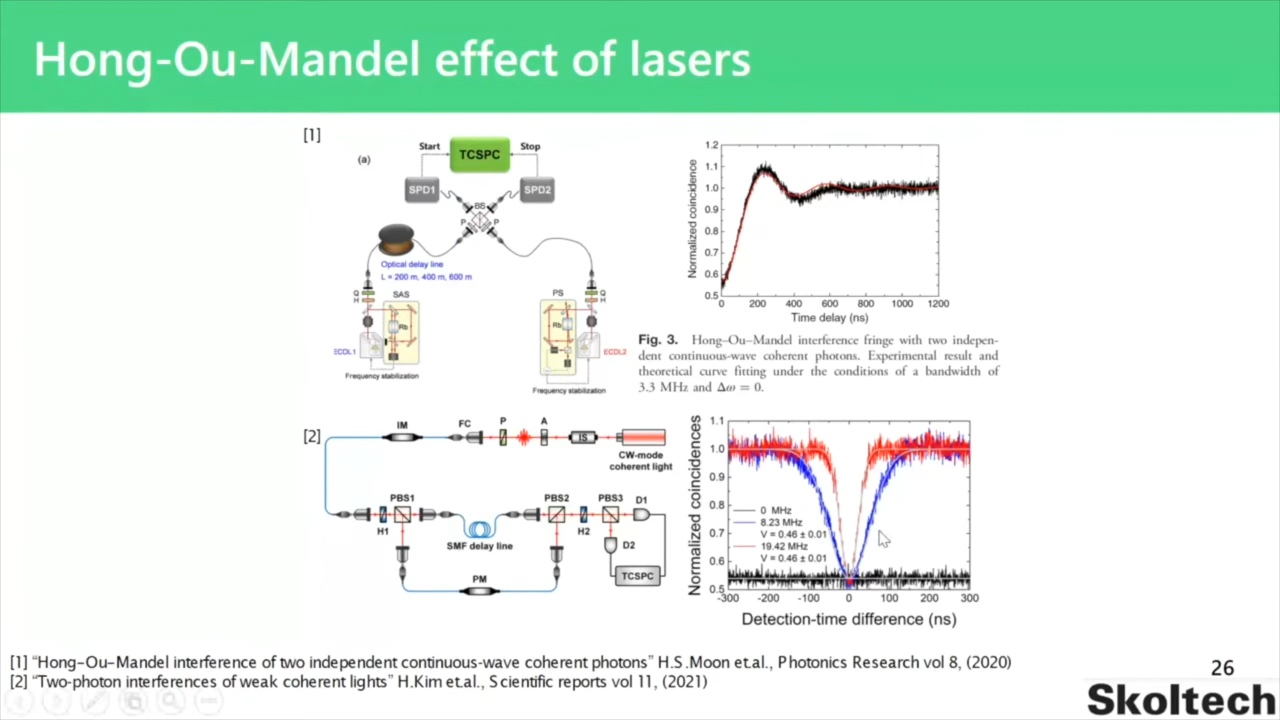 Hong-Ou-Mandel effect of lasers
[1]
(a)
Start
TCSPC
Stop
SPD1
SPD2
BS
P
P
Optical delay line
L = 200 m, 400 m, 600 m
Q
H
SAS
Rb
ECDL1
Frequency stabilization
PS
Q
H
Rb
ECDL2
Frequency stabilization
Normalized coincidence
1.2
1.1
1.0
0.9
0.8
0.7
0.6
0.5
0 200 400 600 800 1000 1200
Time delay (ns)
Fig. 3. Hong–Ou–Mandel interference fringe with two indepen-
dent continuous-wave coherent photons. Experimental result and
theoretical curve fitting under the conditions of a bandwidth of
3.3 MHz and Δω = 0.
[2]
IM
FC
P
A
IS
CW-mode
coherent light
PBS1
H1
SMF delay line
PBS2
H2
PBS3
D1
D2
TCSPC
PM
Normalized coincidences
1.1
1.0
0.9
0.8
0.7
0.6
0.5
0 MHz
8.23 MHz
V = 0.46 ± 0.01
19.42 MHz
V = 0.46 ± 0.01
-300 -200 -100 0 100 200 300
Detection-time difference (ns)
[1] “Hong-Ou-Mandel interference of two independent continuous-wave coherent photons” H.S.Moon et.al., Photonics Research vol 8, (2020)
[2] “Two-photon interferences of weak coherent lights” H.Kim et.al., Scientific reports vol 11, (2021)
26
Skoltech